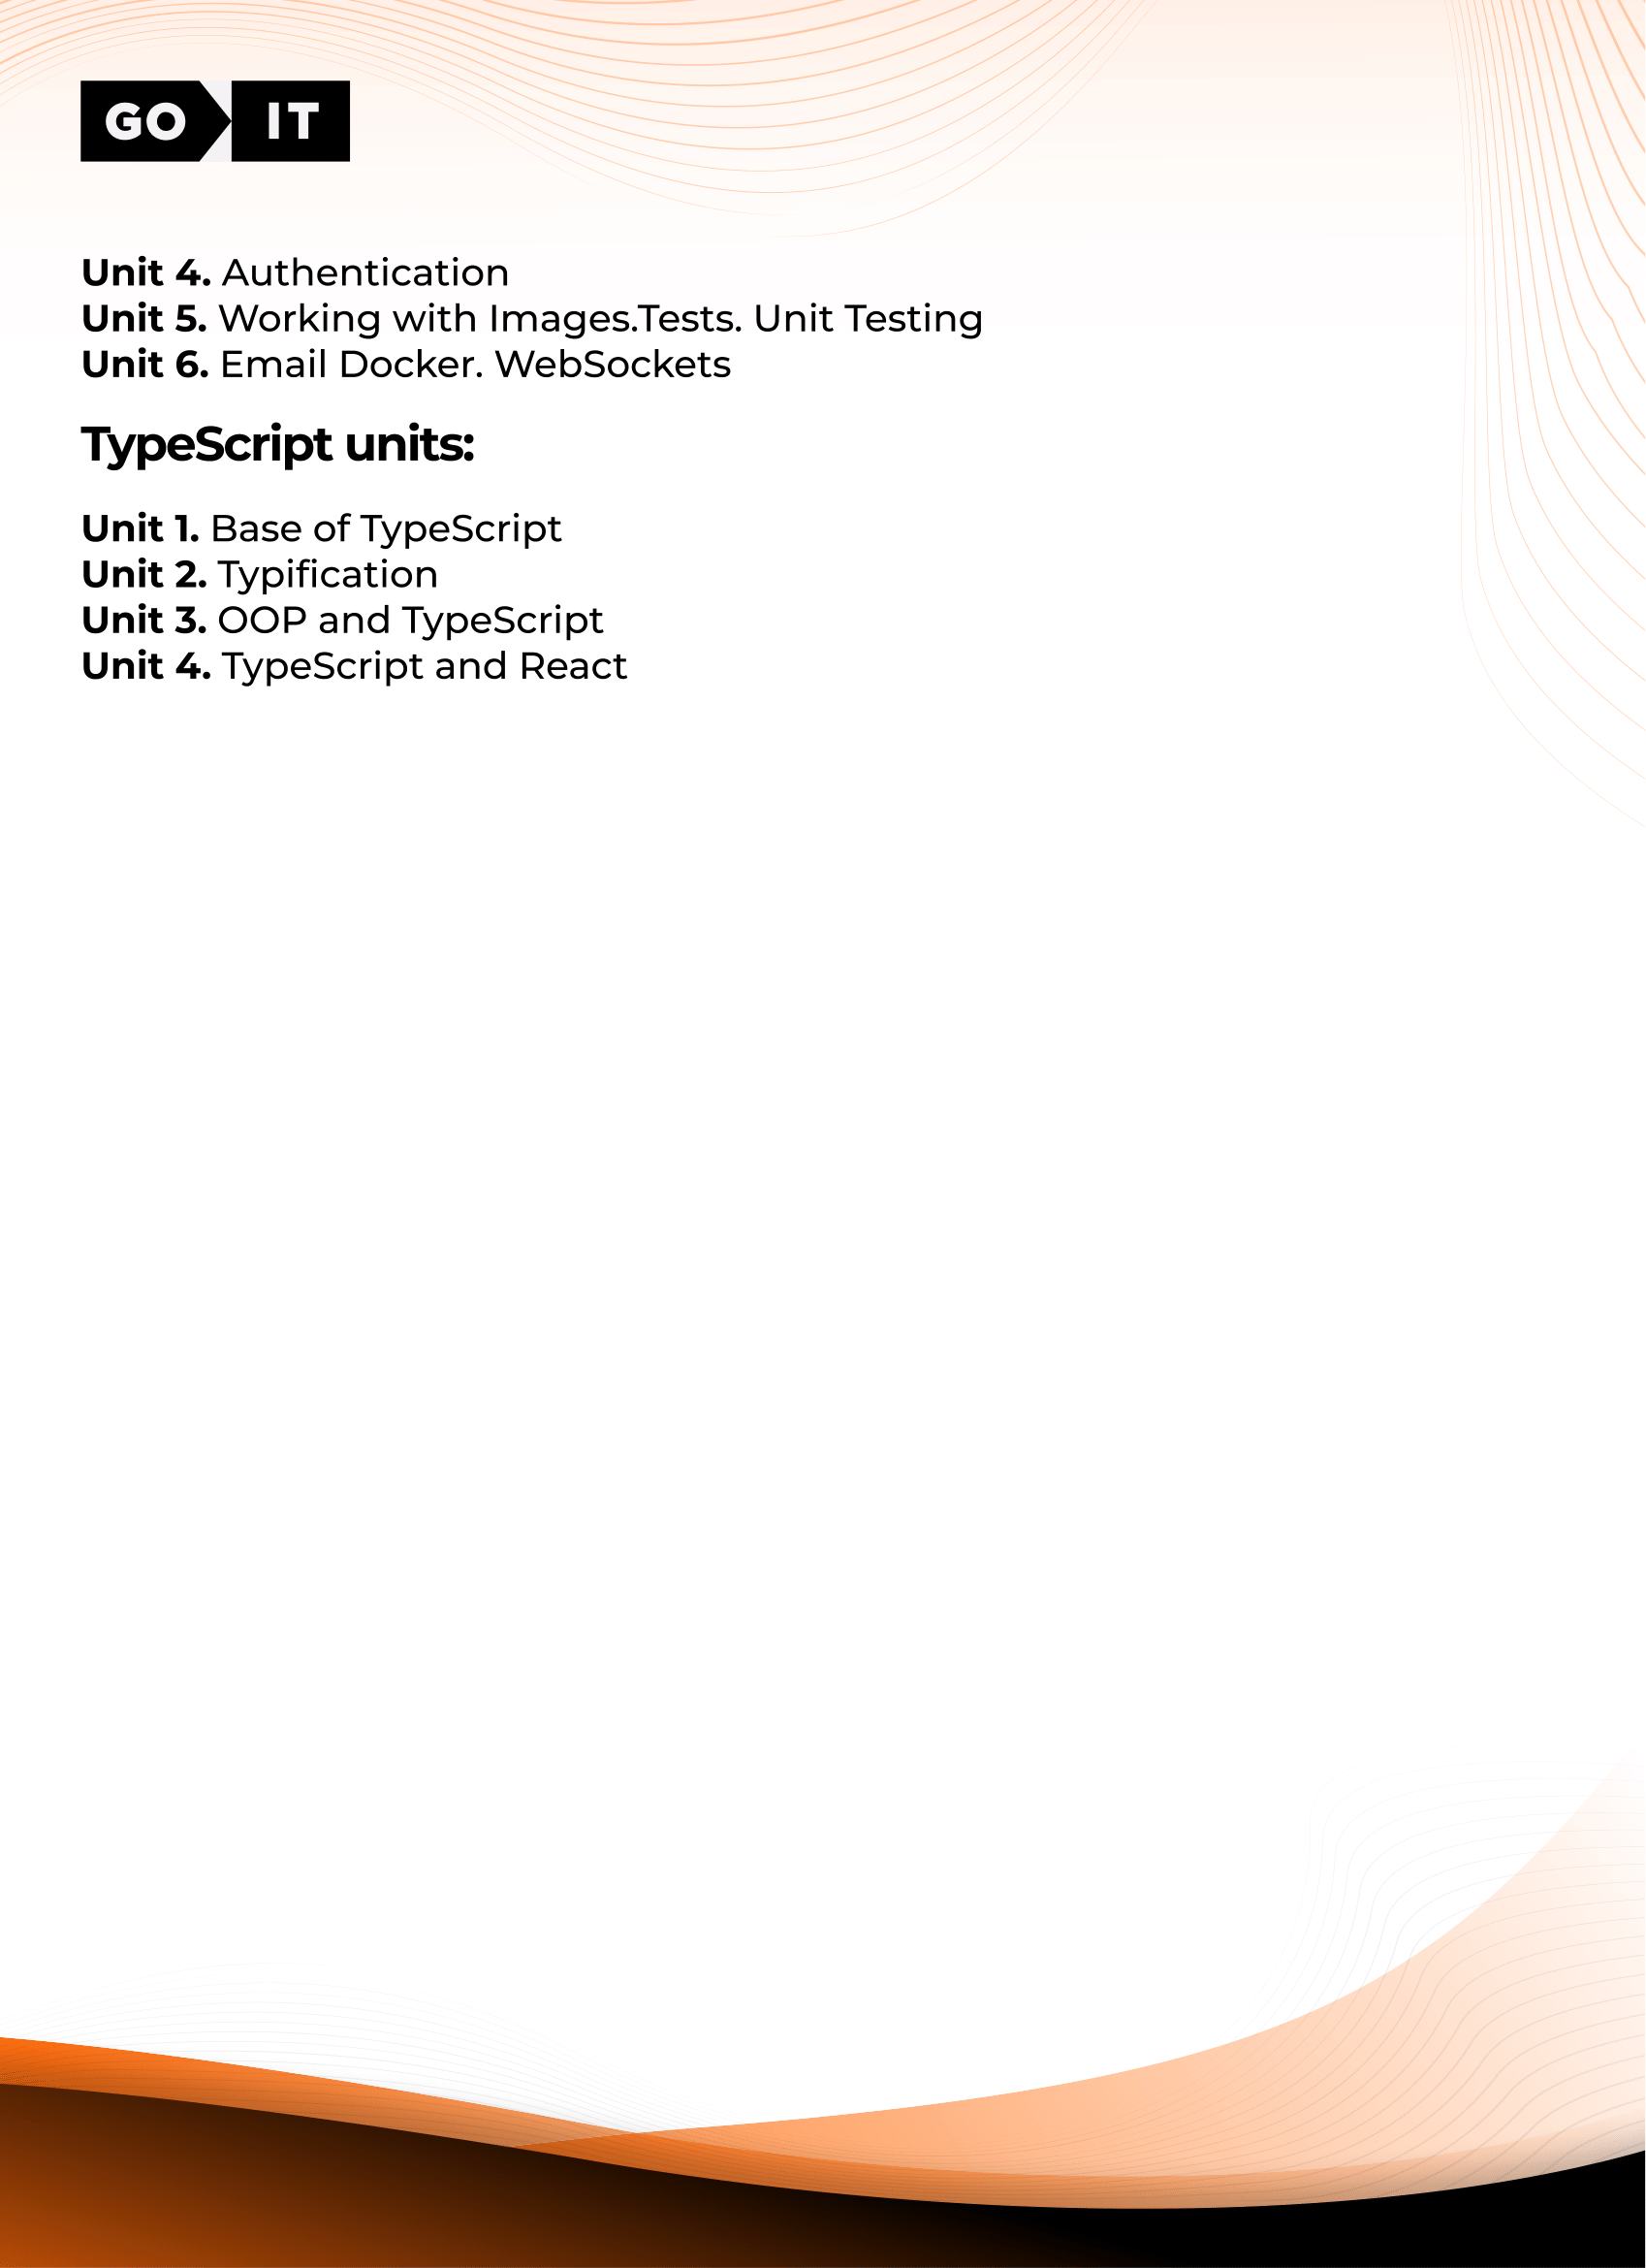 GO IT
Unit 4. Authentication
Unit 5. Working with Images.Tests. Unit Testing
Unit 6. Email Docker. WebSockets
TypeScript units:
Unit 1. Base of TypeScript
Unit 2. Typification
Unit 3. OOP and TypeScript
Unit 4. TypeScript and React